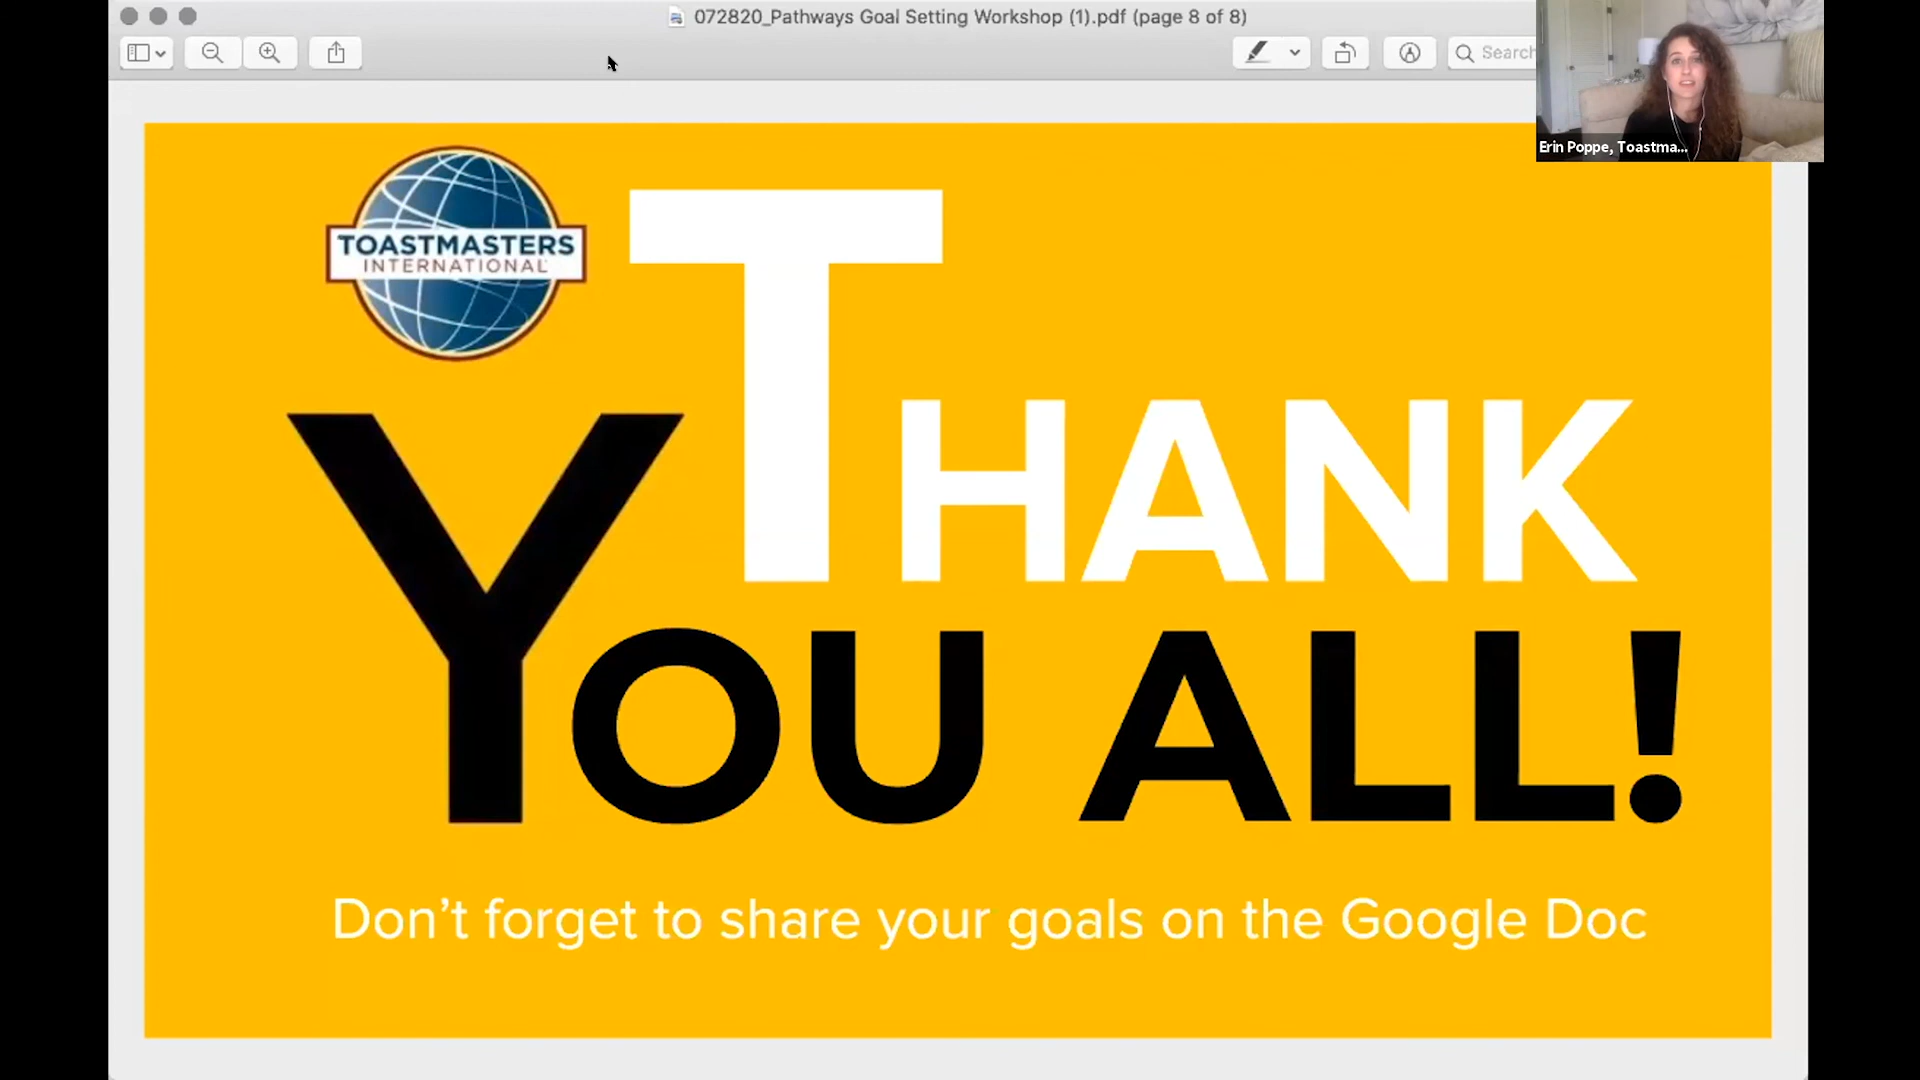 072820_Pathways Goal Setting Workshop (1).pdf (page 8 of 8)
Search
Erin Poppe, Toastma...
TOASTMASTERS
INTERNATIONAL
THANK
YOU ALL!
Don't forget to share your goals on the Google Doc